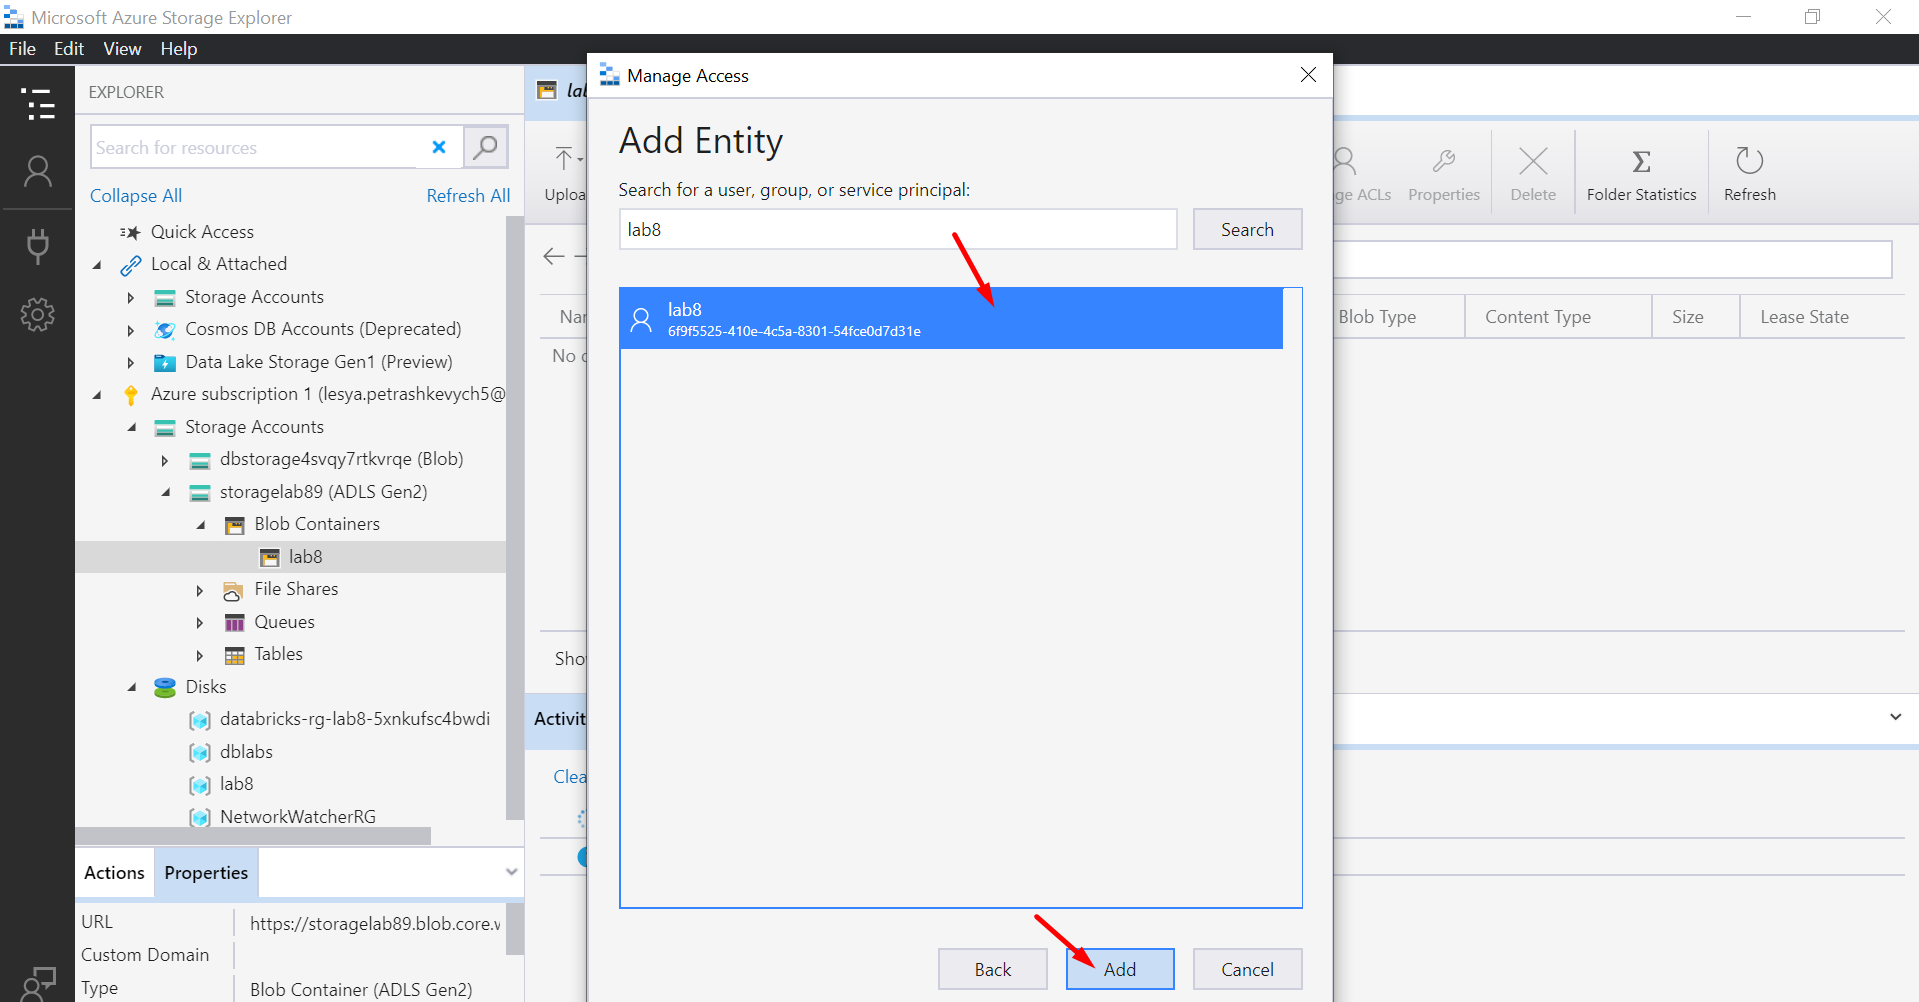 Microsoft Azure Storage Explorer
File Edit View Help
EXPLORER
Search for resources
Collapse All Refresh All
Quick Access
Local & Attached
Storage Accounts
Cosmos DB Accounts (Deprecated)
Data Lake Storage Gen1 (Preview)
Azure subscription 1 (lesya.petrashkevych5@
Storage Accounts
dbstorage4svqy7rtkvrqe (Blob)
storagelab89 (ADLS Gen2)
Blob Containers
lab8
File Shares
Queues
Tables
Disks
databricks-rg-lab8-5xnkufsc4bwdi
dblabs
lab8
NetworkWatcherRG
Actions Properties
URL https://storagelab89.blob.core.
Custom Domain
Type Blob Container (ADLS Gen2)
Manage Access
Add Entity
Search for a user, group, or service principal:
lab8 Search
lab8
6f9f5525-410e-4c5a-8301-54fce0d7d31e
Back Add Cancel
Uploa
ge ACLs Properties Delete Folder Statistics Refresh
Blob Type Content Type Size Lease State
No
Sho
Activit
Clea